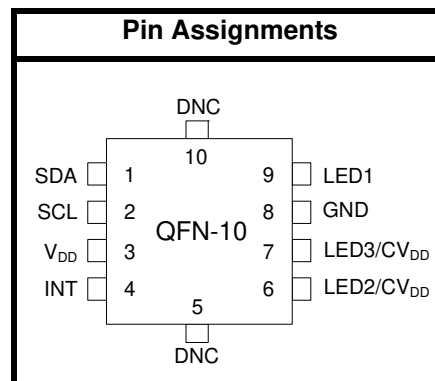 Pin Assignments
DNC
10
SDA 1 9 LED1
SCL 2 8 GND
QFN-10
VDD 3 7 LED3/CVDD
INT 4 6 LED2/CVDD
5
DNC